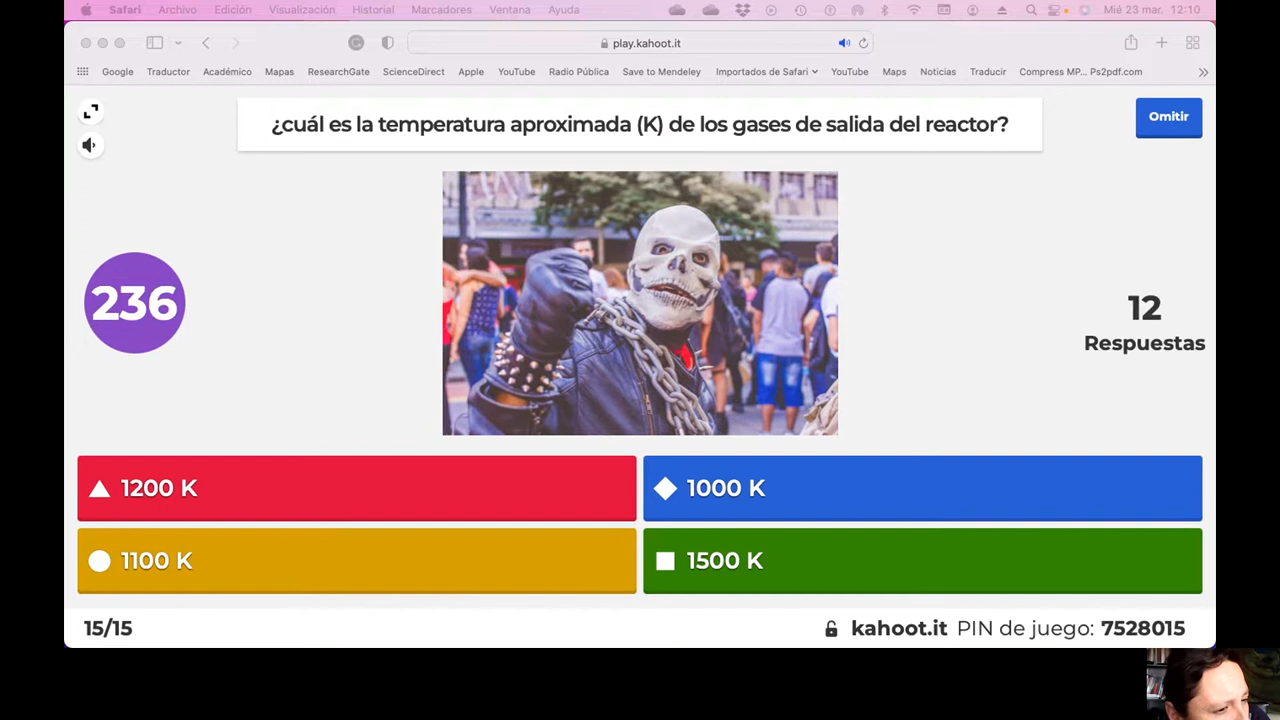 Safari Archivo Edición Visualización Historial Marcadores Ventana Ayuda Mié 23 mar. 12:10
play.kahoot.it
Google Traductor Académico Mapas ResearchGate ScienceDirect Apple YouTube Radio Pública Save to Mendeley Importados de Safari YouTube Maps Noticias Traducir Compress MP... Ps2pdf.com
¿cuál es la temperatura aproximada (K) de los gases de salida del reactor?
Omitir
236
12
Respuestas
1200 K
1000 K
1100 K
1500 K
15/15
kahoot.it PIN de juego: 7528015